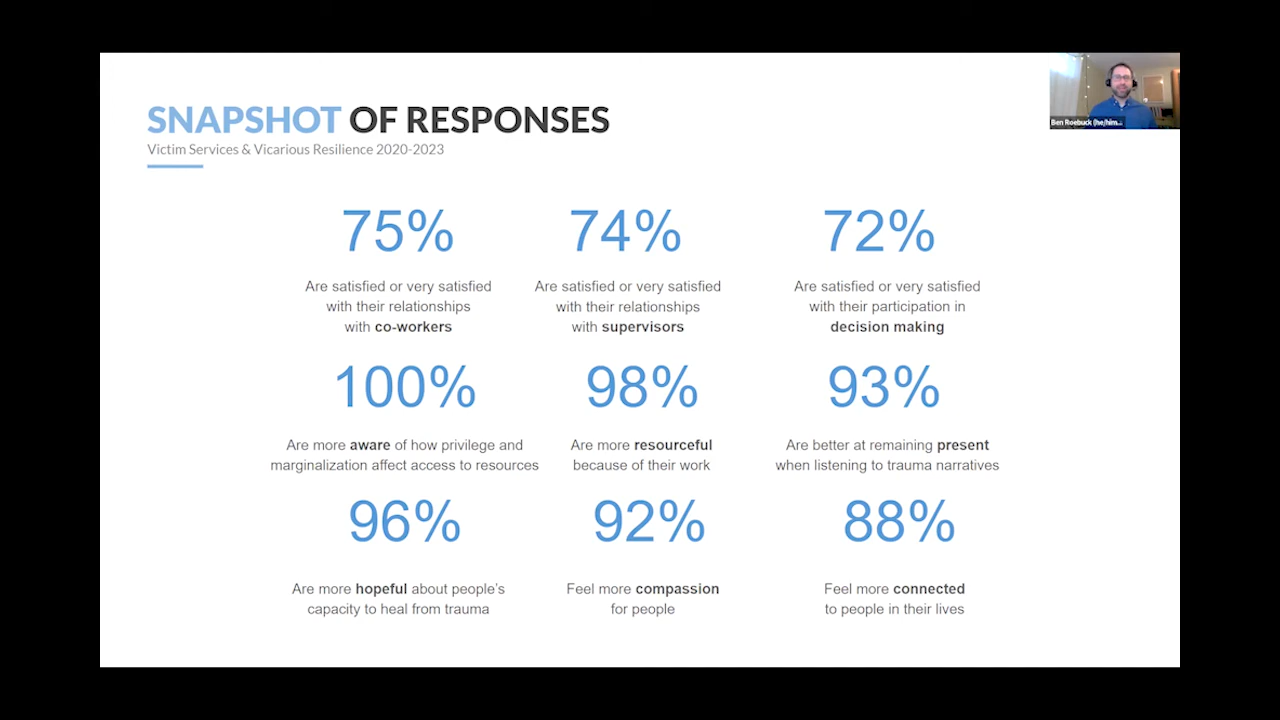 SNAPSHOT OF RESPONSES
Victim Services & Vicarious Resilience 2020-2023
Ben Roebuck (he/him...
75%
Are satisfied or very satisfied
with their relationships
with co-workers
74%
Are satisfied or very satisfied
with their relationships
with supervisors
72%
Are satisfied or very satisfied
with their participation in
decision making
100%
Are more aware of how privilege and
marginalization affect access to resources
98%
Are more resourceful
because of their work
93%
Are better at remaining present
when listening to trauma narratives
96%
Are more hopeful about people's
capacity to heal from trauma
92%
Feel more compassion
for people
88%
Feel more connected
to people in their lives